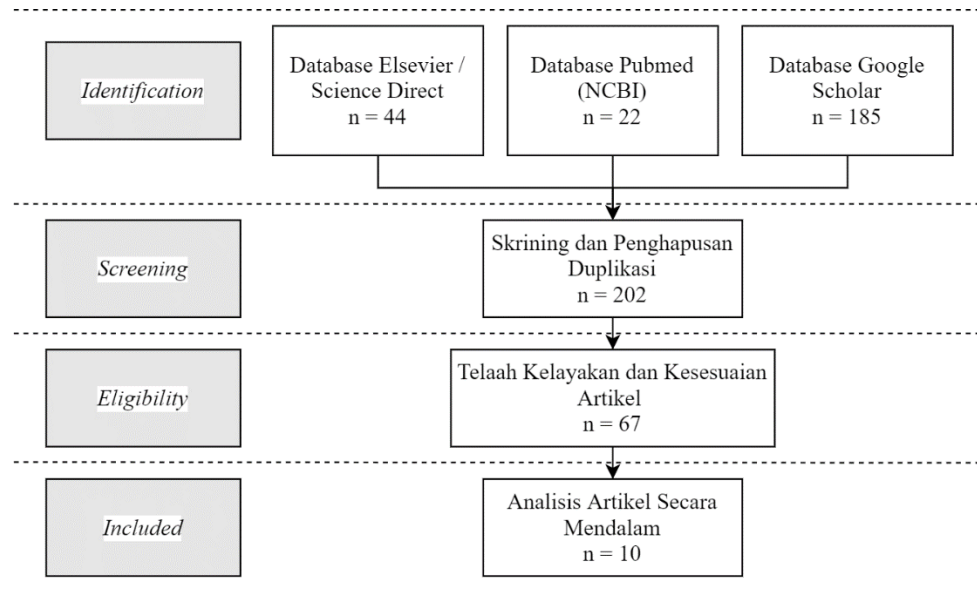 Identification
Database Elsevier /
Science Direct
n = 44
Database Pubmed
(NCBI)
n = 22
Database Google
Scholar
n = 185
Screening
Skrining dan Penghapusan
Duplikasi
n = 202
Eligibility
Telaah Kelayakan dan Kesesuaian
Artikel
n = 67
Included
Analisis Artikel Secara
Mendalam
n = 10